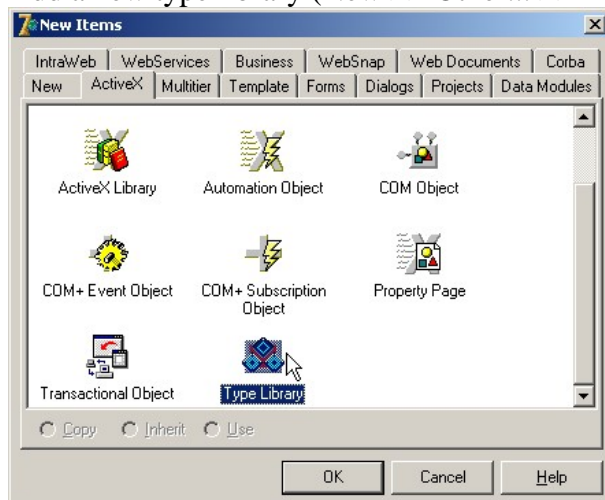 New Items
IntraWeb WebServices Business WebSnap Web Documents Corba
New ActiveX Multitier Template Forms Dialogs Projects Data Modules
ActiveX Library Automation Object COM Object
COM+ Event Object COM+ Subscription Object Property Page
Transactional Object Type Library
Copy Inherit Use
OK Cancel Help